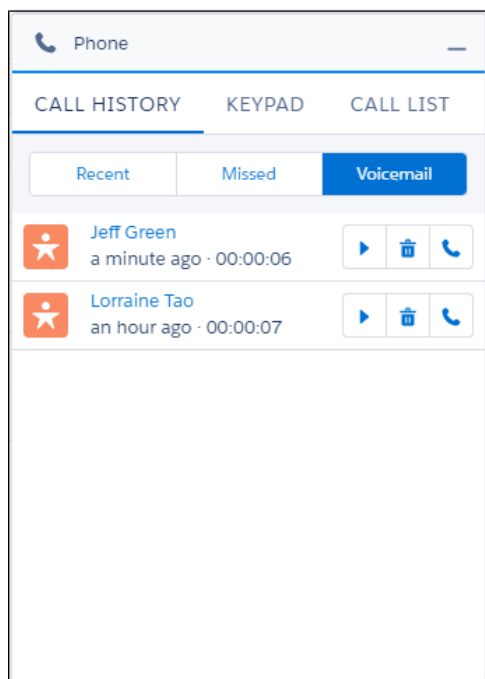 Phone
CALL HISTORY KEYPAD CALL LIST
Recent Missed Voicemail
Jeff Green
a minute ago · 00:00:06
Lorraine Tao
an hour ago · 00:00:07